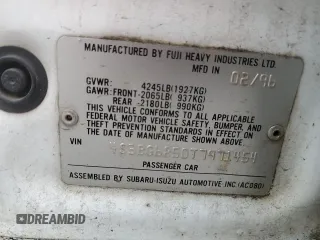 MANUFACTURED BY FUJI HEAVY INDUSTRIES LTD.
MFD IN 02/96
GVWR: 4245LB(1927KG)
GAWR:FRONT-2065LB( 937KG)
REAR -2180LB( 990KG)
THIS VEHICLE CONFORMS TO ALL APPLICABLE
FEDERAL MOTOR VEHICLE SAFETY, BUMPER, AND
THEFT PREVENTION STANDARDS IN EFFECT ON
THE DATE OF MANUFACTURE SHOWN ABOVE.
VIN
PASSENGER CAR
ASSEMBLED BY SUBARU-ISUZU AUTOMOTIVE INC(AC080)
DREAMBID